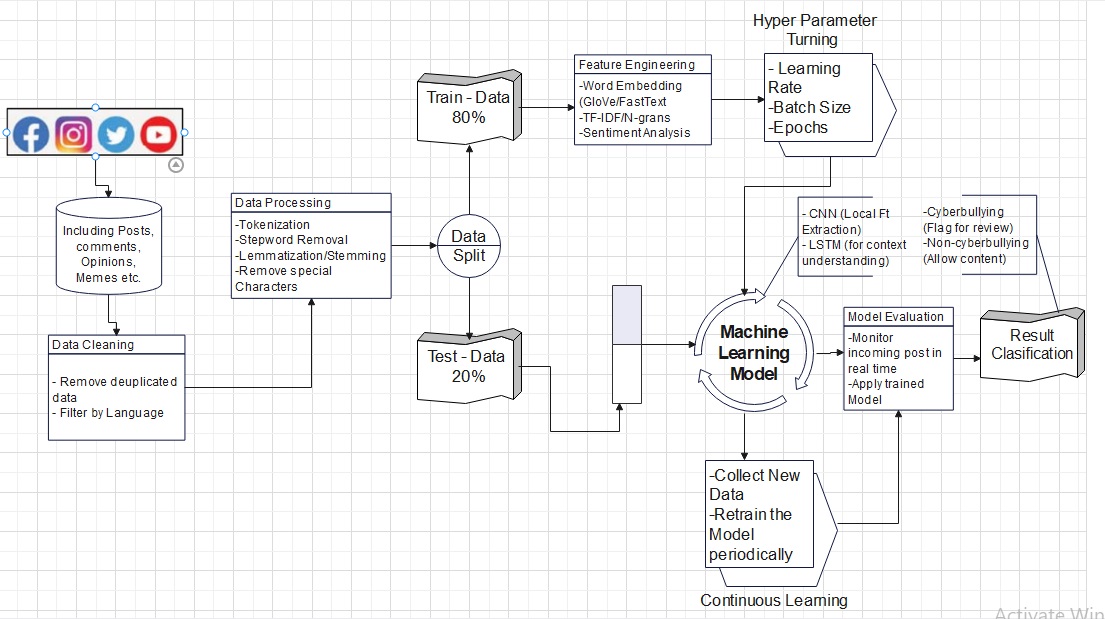 Hyper Parameter
Turning
- Learning
Rate
-Batch Size
-Epochs
Feature Engineering
-Word Embedding
(GloVe/FastText
-TF-IDF/N-grans
-SentimentAnalysis
Train - Data
80%
Including Posts,
comments,
Opinions,
Memes etc.
Data Processing
-Tokenization
-Stepword Removal
-Lemmatization/Stemming
-Remove special
Characters
Data
Split
Data Cleaning
- Remove deuplicated
data
- Filter by Language
Test - Data
20%
- CNN (Local Ft
Extraction)
- LSTM (for context
understanding)
-Cyberbullying
(Flag for review)
-Non-cyberbullying
(Allow content)
Machine
Learning
Model
Model Evaluation
-Monitor
incoming post in
real time
-Apply trained
Model
Result
Clasification
-Collect New
Data
-Retrain the
Model
periodically
Continuous Learning
Activate Win